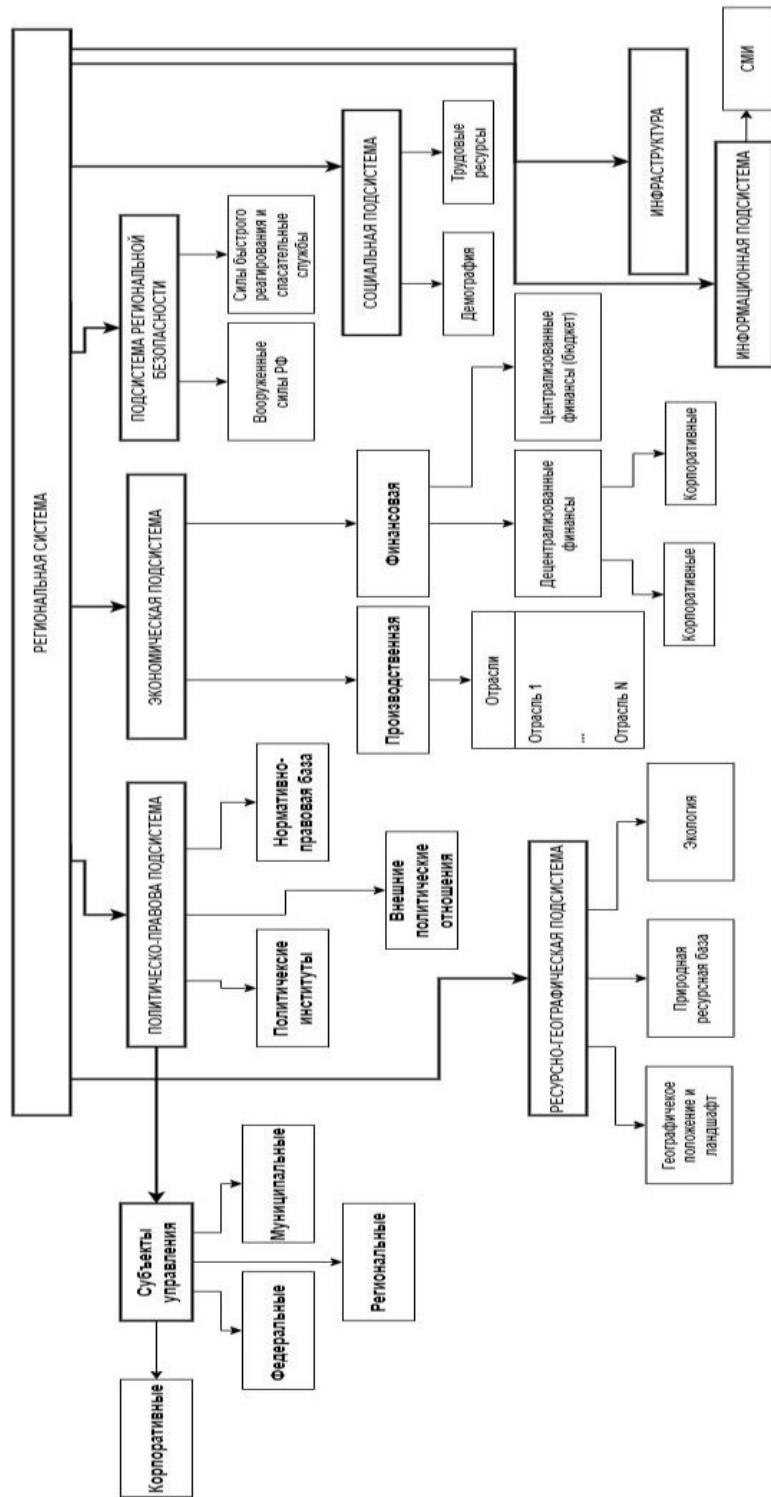 РЕГИОНАЛЬНАЯ СИСТЕМА
ПОЛИТИЧЕСКО-ПРАВОВА ПОДСИСТЕМА
ЭКОНОМИЧЕСКАЯ ПОДСИСТЕМА
ПОДСИСТЕМА РЕГИОНАЛЬНОЙ
БЕЗОПАСНОСТИ
Субъекты
управления
Корпоративные
Федеральные
Муниципальные
Региональные
Политичексие
институты
Нормативно-
правовая база
Внешние
политические
отношения
Вооруженные
силы РФ
Силы быстрого
реагирования и
спасательные
службы
Производственная
Финансовая
СОЦИАЛЬНАЯ ПОДСИСТЕМА
Демография
Трудовые
ресурсы
Отрасли
Отрасль 1
...
Отрасль N
Децентрализованные
финансы
Централизованные
финансы (бюджет)
Корпоративные
Корпоративные
РЕСУРСНО-ГЕОГРАФИЧЕСКАЯ ПОДСИСТЕМА
Географичекое
положение и
ландшафт
Природная
ресурсная база
Экология
ИНФРАСТРУКТУРА
ИНФОРМАЦИОННАЯ ПОДСИСТЕМА
СМИ